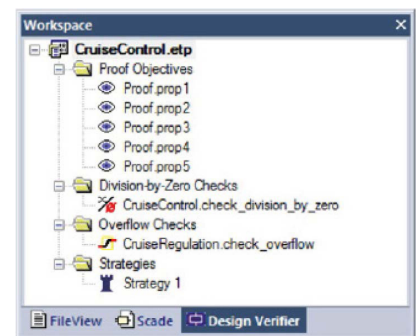 Workspace
CruiseControl.etp
Proof Objectives
Proof.prop1
Proof.prop2
Proof.prop3
Proof.prop4
Proof.prop5
Division-by-Zero Checks
CruiseControl.check_division_by_zero
Overflow Checks
CruiseRegulation.check_overflow
Strategies
Strategy 1
FileView Scade Design Verifier